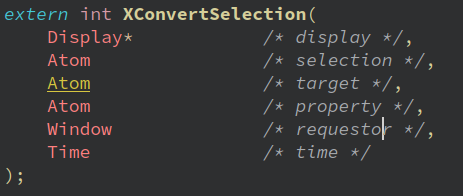 extern int XConvertSelection(
    Display*            /* display */,
    Atom                /* selection */,
    Atom                /* target */,
    Atom                /* property */,
    Window              /* requestor */,
    Time                /* time */
);